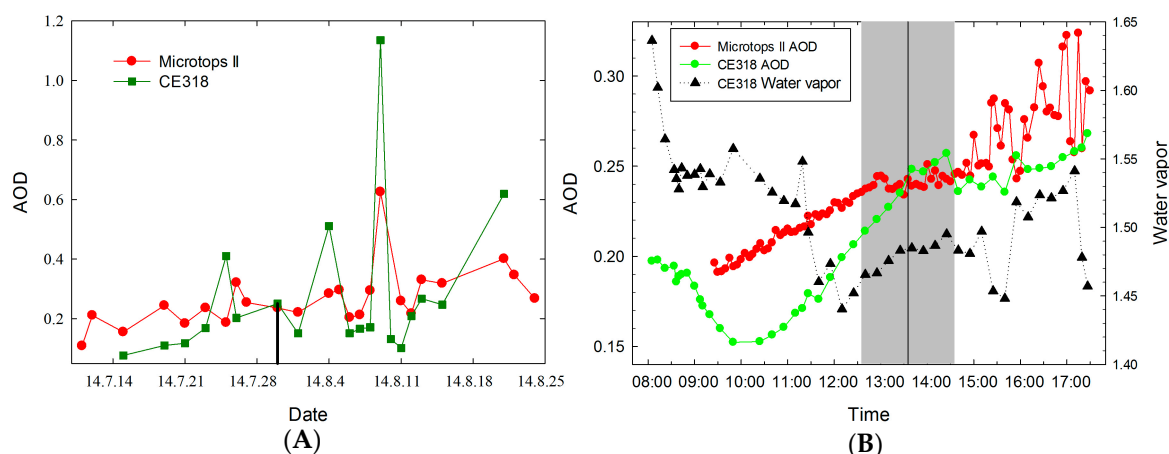 1.2
1.0
0.8
0.6
0.4
0.2
AOD
Microtops II
CE318
14.7.14 14.7.21 14.7.28 14.8.4 14.8.11 14.8.18 14.8.25
Date
(A)
0.30
0.25
0.20
0.15
AOD
Microtops II AOD
CE318 AOD
CE318 Water vapor
1.65
1.60
1.55
1.50
1.45
1.40
Water vapor
08:00 09:00 10:00 11:00 12:00 13:00 14:00 15:00 16:00 17:00
Time
(B)